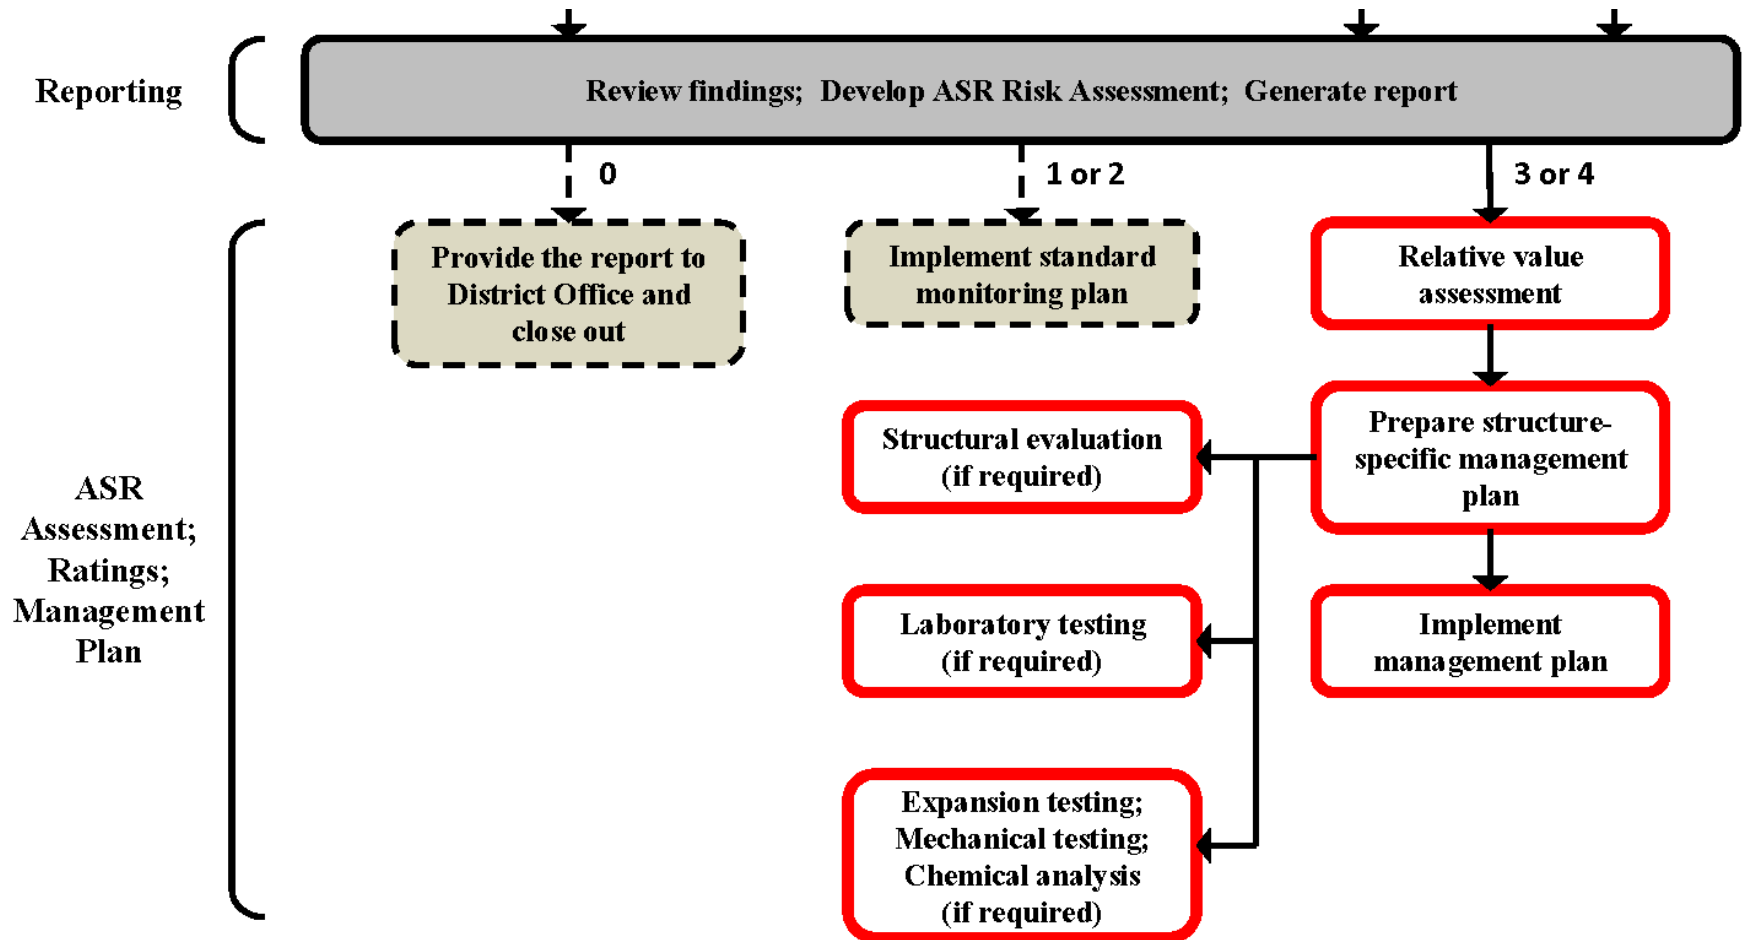 Reporting
Review findings; Develop ASR Risk Assessment; Generate report
0
1 or 2
3 or 4
Provide the report to
District Office and
close out
Implement standard
monitoring plan
Relative value
assessment
ASR
Assessment;
Ratings;
Management
Plan
Structural evaluation
(if required)
Prepare structure-
specific management
plan
Laboratory testing
(if required)
Implement
management plan
Expansion testing;
Mechanical testing;
Chemical analysis
(if required)